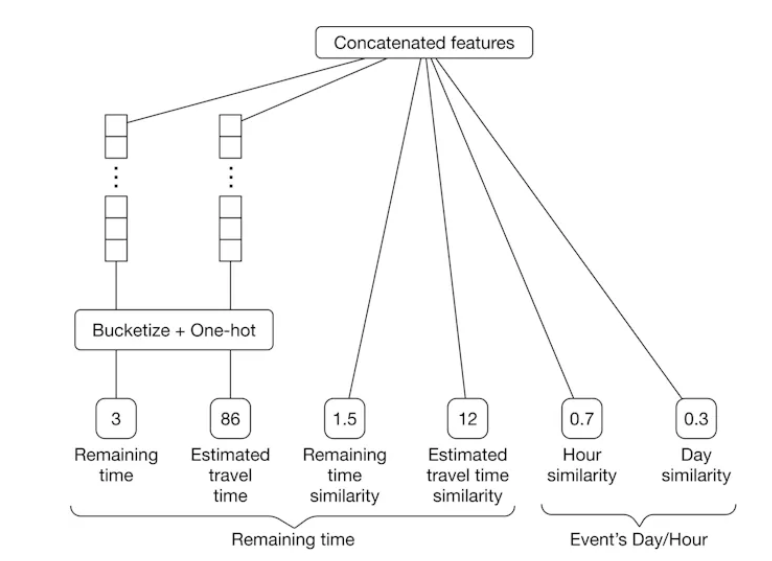 Concatenated features
Bucketize + One-hot
3
86
1.5
12
0.7
0.3
Remaining
time
Estimated
travel
time
Remaining
time
similarity
Estimated
travel time
similarity
Hour
similarity
Day
similarity
Remaining time
Event's Day/Hour